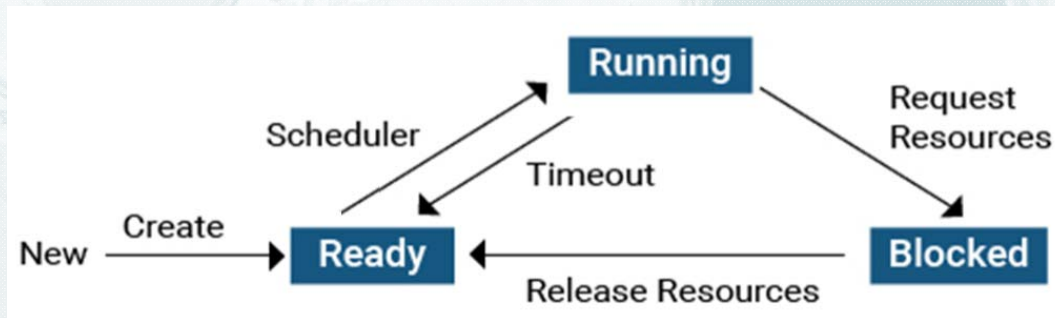 Running
Request
Resources
Scheduler
Timeout
Create
New
Ready
Blocked
Release Resources